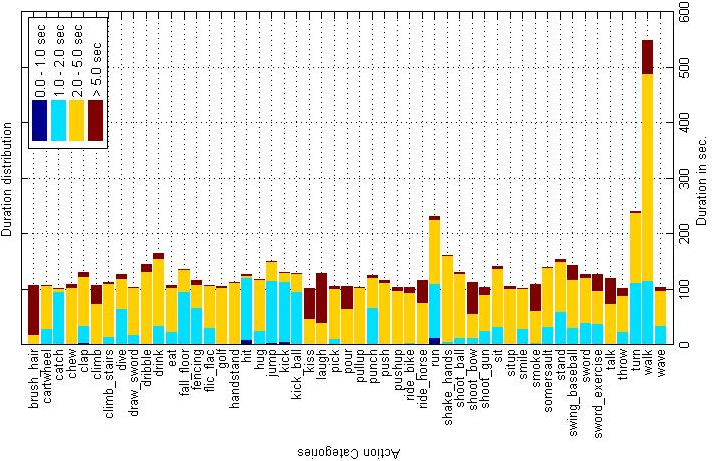 Duration distribution
0.0 - 1.0 sec
1.0 - 2.0 sec
2.0 - 5.0 sec
> 5.0 sec
600
500
400
300
200
100
0
Duration in sec.
brush_hair
cartwheel
catch
chew
clap
climb
climb_stairs
dive
draw_sword
dribble
drink
eat
fall_floor
fencing
flic_flac
golf
handstand
hit
hug
jump
kick
kick_ball
kiss
laugh
pick
pour
pullup
punch
push
pushup
ride_bike
ride_horse
run
shake_hands
shoot_ball
shoot_bow
shoot_gun
sit
situp
smile
smoke
somersault
stand
swing_baseball
sword
sword_exercise
talk
throw
turn
walk
wave
Action Categories